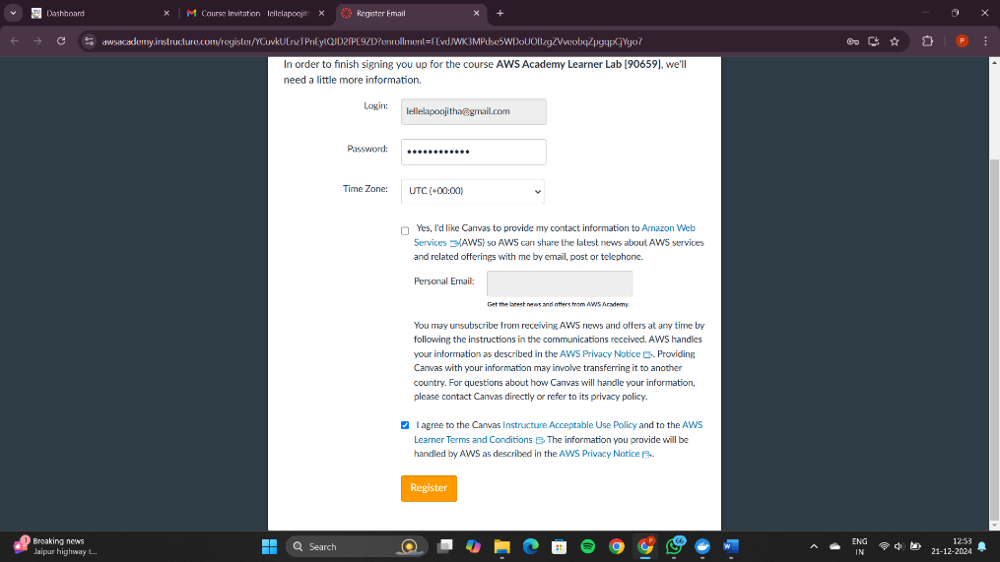 Dashboard
Course Invitation lellelapoojit
Register Email
awsacademy.instructure.com/register/YCuvkUEnzTPnEytQJD2fPE9ZD?enrollment=FEvdJWK3MPdse5WDoUOBzgZVveobqZpgqpCjYgo7
P
In order to finish signing you up for the course AWS Academy Learner Lab [90659], we'll
need a little more information.
Login:
lellelapoojitha@gmail.com
Password:
••••••••••••
Time Zone:
UTC (+00:00)
Yes, I'd like Canvas to provide my contact information to Amazon Web
Services (AWS) so AWS can share the latest news about AWS services
and related offerings with me by email, post or telephone.
Personal Email:
Get the latest news and offers from AWS Academy.
You may unsubscribe from receiving AWS news and offers at any time by
following the instructions in the communications received. AWS handles
your information as described in the AWS Privacy Notice . Providing
Canvas with your information may involve transferring it to another
country. For questions about how Canvas will handle your information,
please contact Canvas directly or refer to its privacy policy.
I agree to the Canvas Instructure Acceptable Use Policy and to the AWS
Learner Terms and Conditions . The information you provide will be
handled by AWS as described in the AWS Privacy Notice .
Register
1
Breaking news
Jaipur highway t...
Search
P
66
W
ENG
IN
12:53
21-12-2024